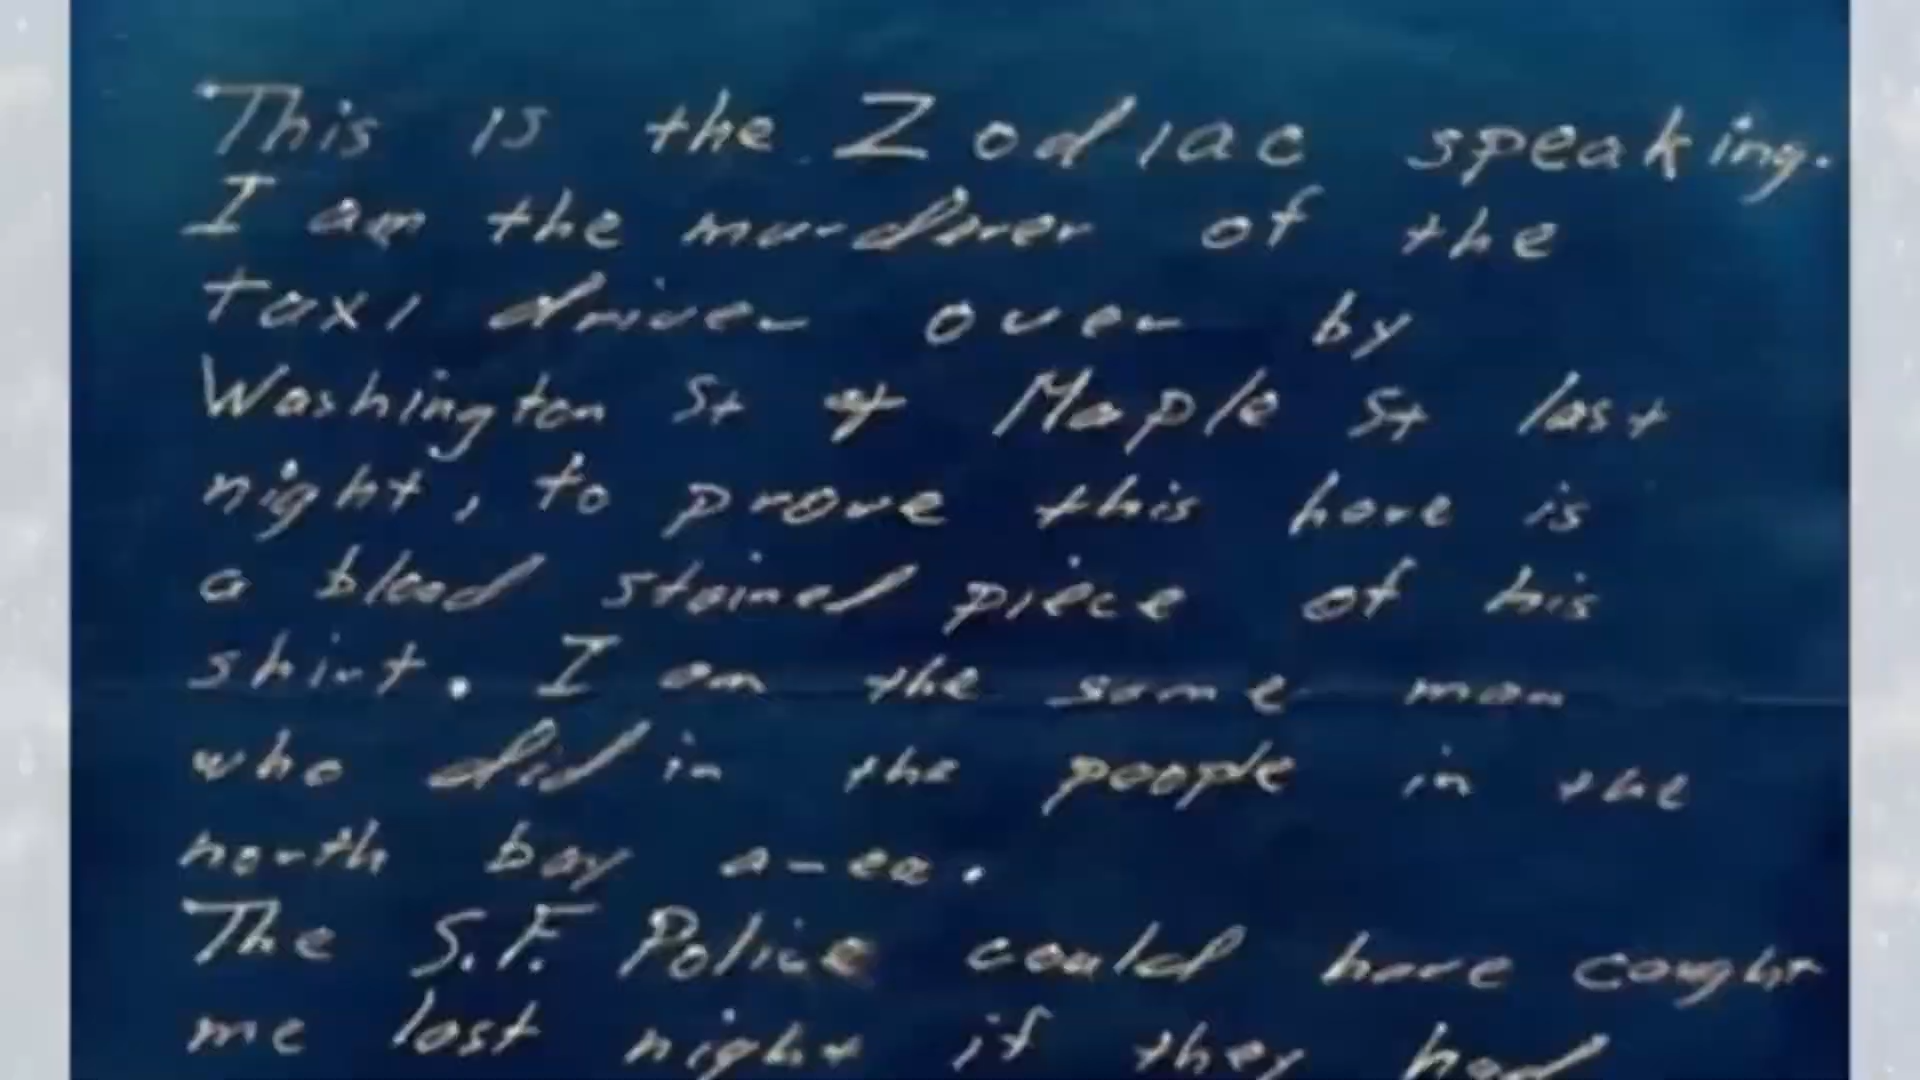 This is the Zodiac speaking.
I am the murderer of the
taxi driver over by
Washington St & Maple St last
night, to prove this here is
a blood stained piece of his
shirt. I am the same man
who did in the people in the
north bay area.
The S.F. Police could have caught
me last night if they had